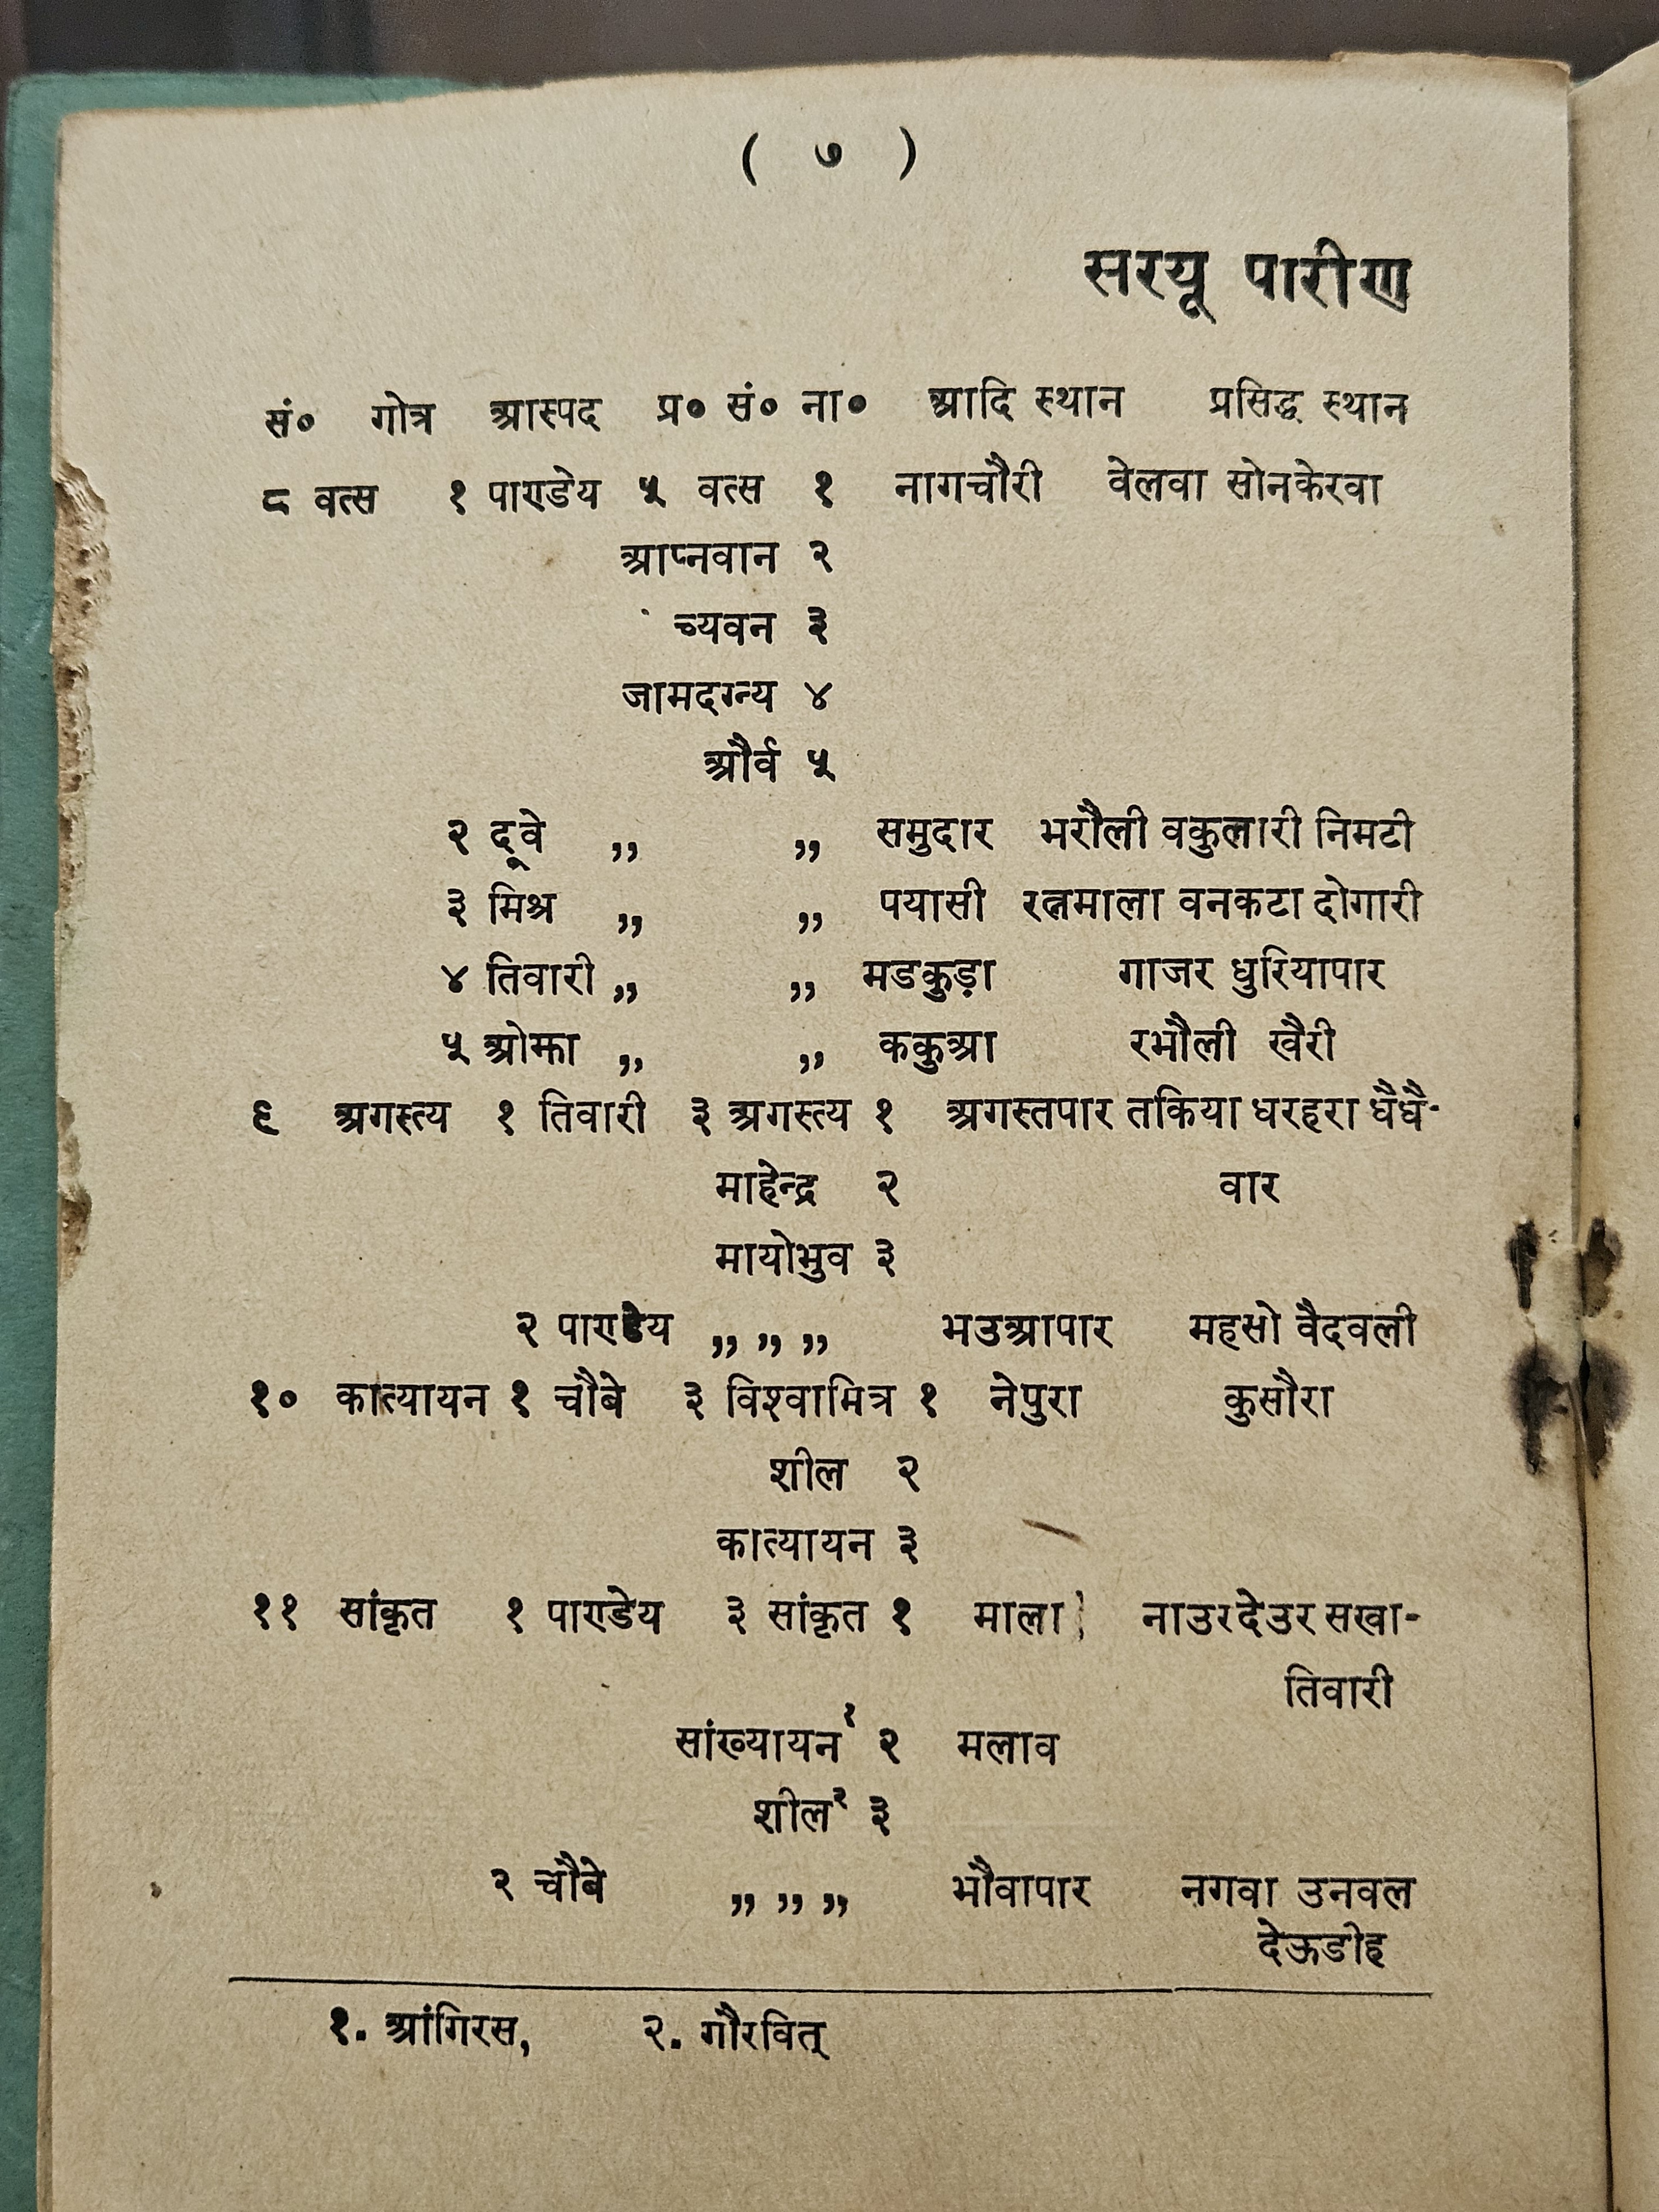 ( ७ )
सरयू पारीण
सं० गोत्र आस्पद प्र० सं० ना० आदि स्थान प्रसिद्ध स्थान
८ वत्स १ पाण्डेय ५ वत्स १ नागचौरी वेलवा सोनकेरवा
आप्नवान २
च्यवन ३
जामदग्न्य ४
और्व ५
२ दूवे ,, ,, समुदार भरौली वकुलारी निमटी
३ मिश्र ,, ,, पयासी रत्नमाला वनकटा दोगारी
४ तिवारी ,, ,, मडकुड़ा गाजर धुरियापार
५ ओझा ,, ,, ककुआ रभौली खैरी
९ अगस्त्य १ तिवारी ३ अगस्त्य १ अगस्तपार तकिया धरहरा घैघै-
माहेन्द्र २ वार
मायोभुव ३
२ पाण्डेय ,, ,, ,, भउआपार महसो वैदवली
१० कात्यायन १ चौबे ३ विश्वामित्र १ नेपुरा कुसौरा
शील २
कात्यायन ३
११ सांकृत १ पाण्डेय ३ सांकृत १ माला नाउरदेउर सखा-
तिवारी
सांख्यायन१ २ मलाव
शील२ ३
२ चौबे ,, ,, ,, भौवापार नगवा उनवल
देऊडीह
१. आंगिरस, २. गौरवित्